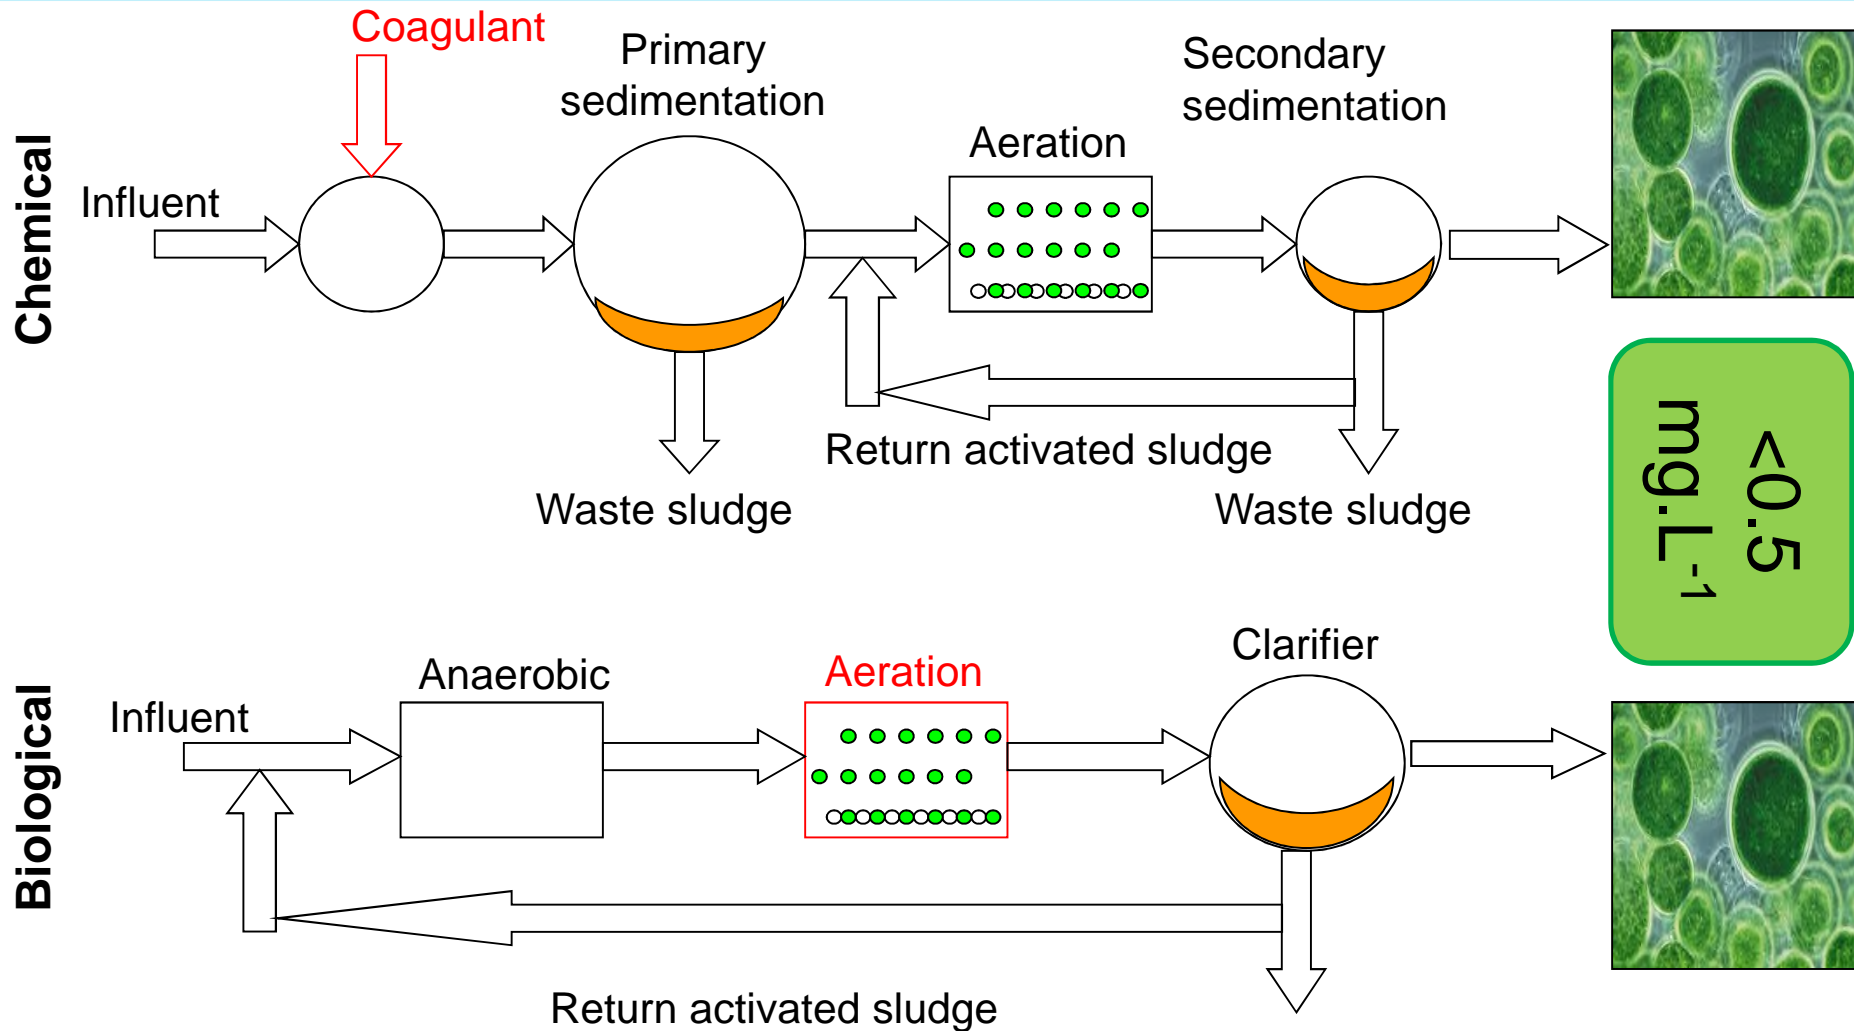 Chemical
Coagulant
Influent
Primary
sedimentation
Aeration
Secondary
sedimentation
Return activated sludge
Waste sludge
Waste sludge
<0.5
mg.L⁻¹
Biological
Influent
Anaerobic
Aeration
Clarifier
Return activated sludge